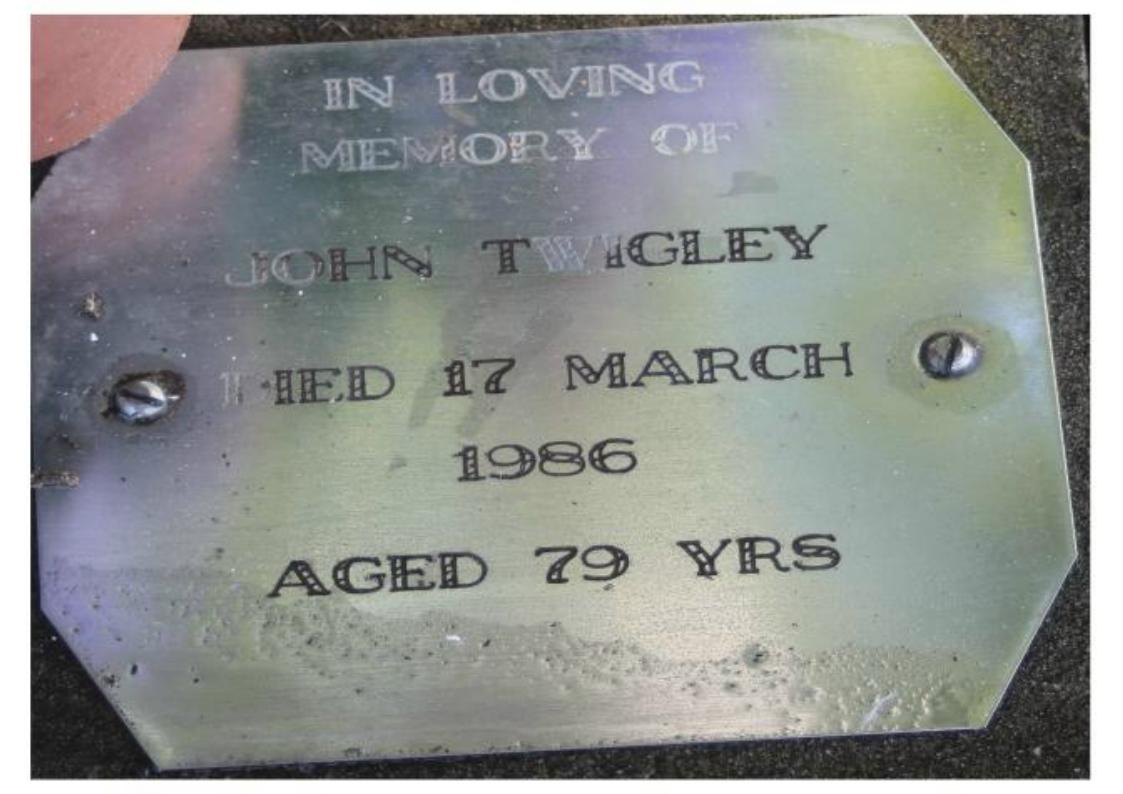 IN LOVING
MEMORY OF
JOHN TWIGLEY
DIED 17 MARCH
1986
AGED 79 YRS